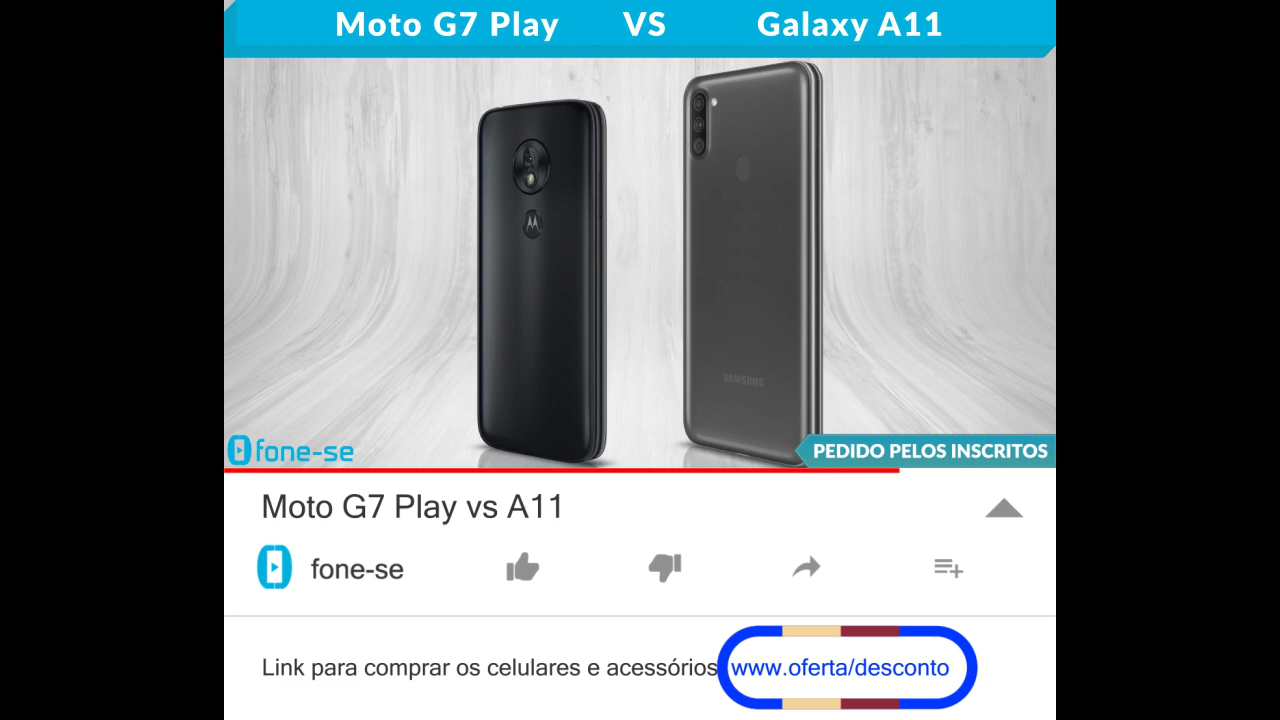 Moto G7 Play VS Galaxy A11
SAMSUNG
fone-se
PEDIDO PELOS INSCRITOS
Moto G7 Play vs A11
fone-se
Link para comprar os celulares e acessórios www.oferta/desconto